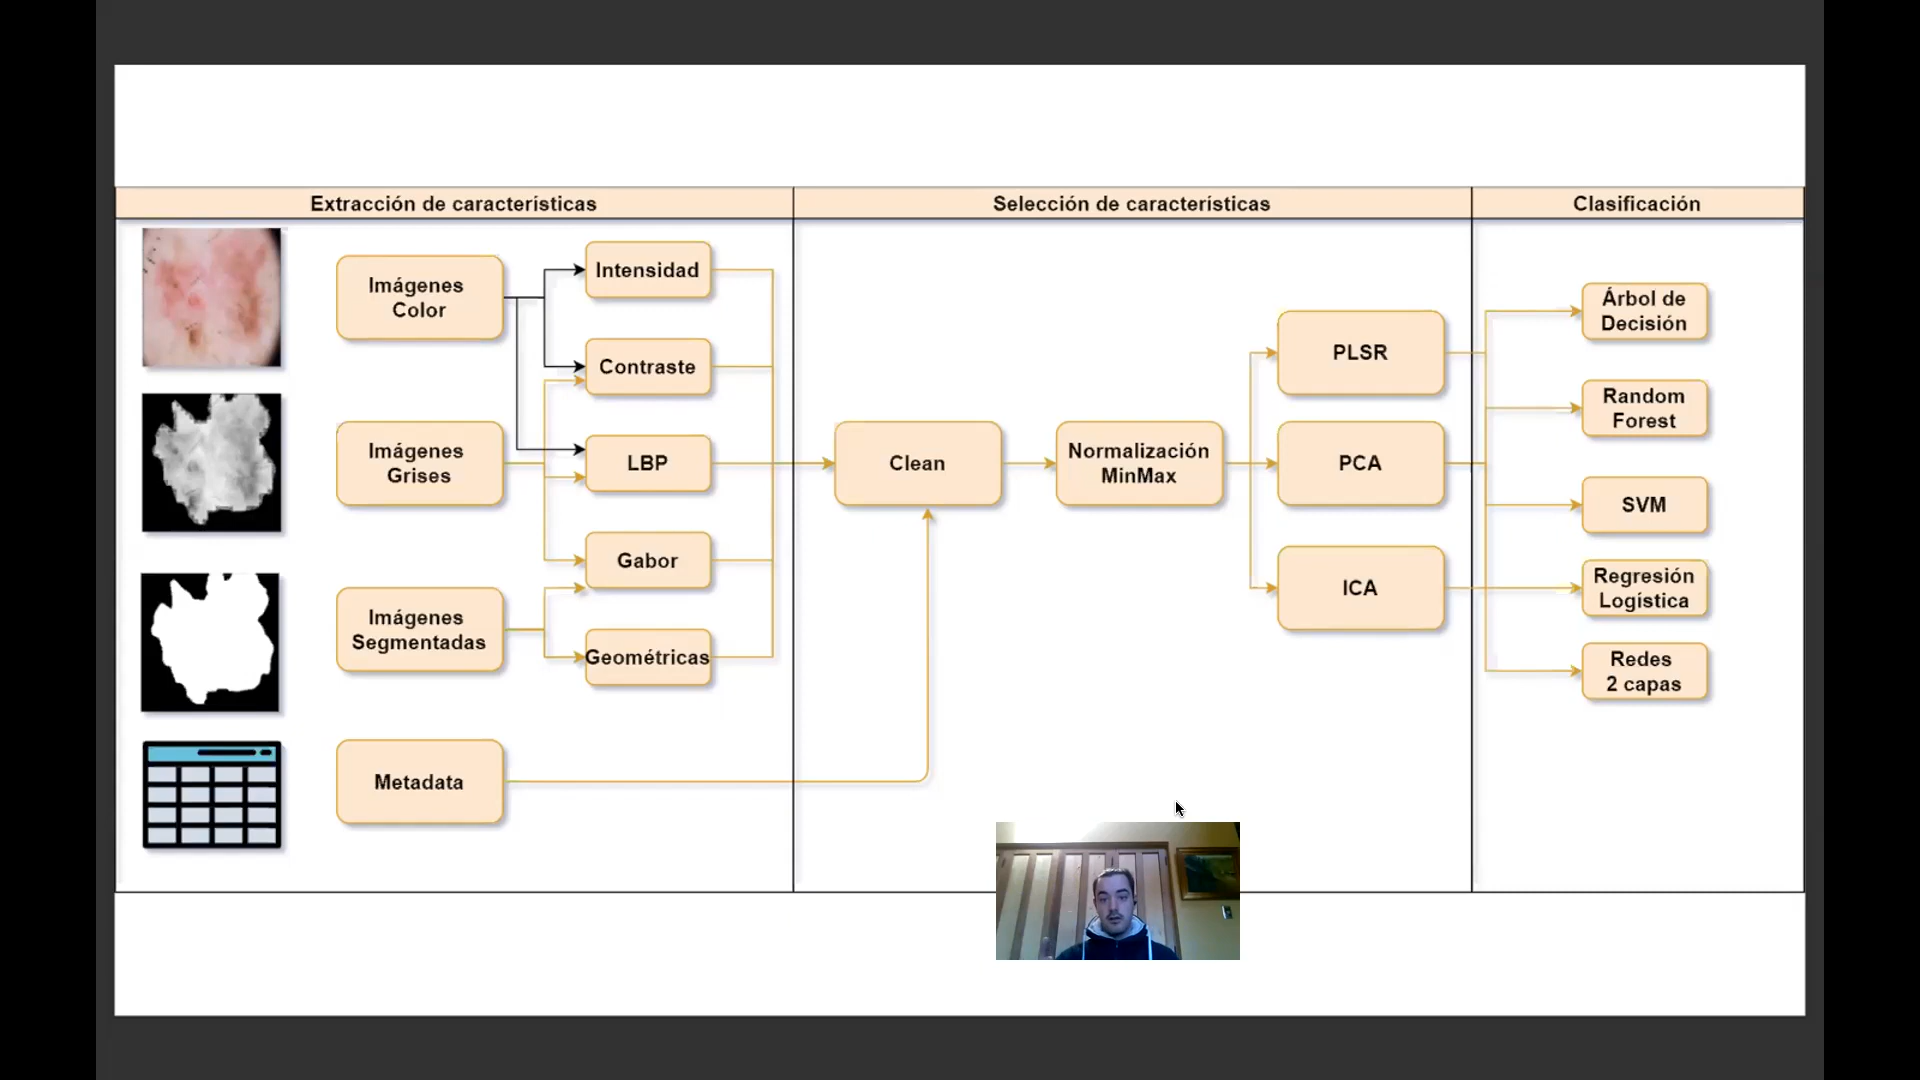 Extracción de características
Selección de características
Clasificación
Imágenes
Color
Imágenes
Grises
Imágenes
Segmentadas
Metadata
Intensidad
Contraste
LBP
Gabor
Geométricas
Clean
Normalización
MinMax
PLSR
PCA
ICA
Árbol de
Decisión
Random
Forest
SVM
Regresión
Logística
Redes
2 capas